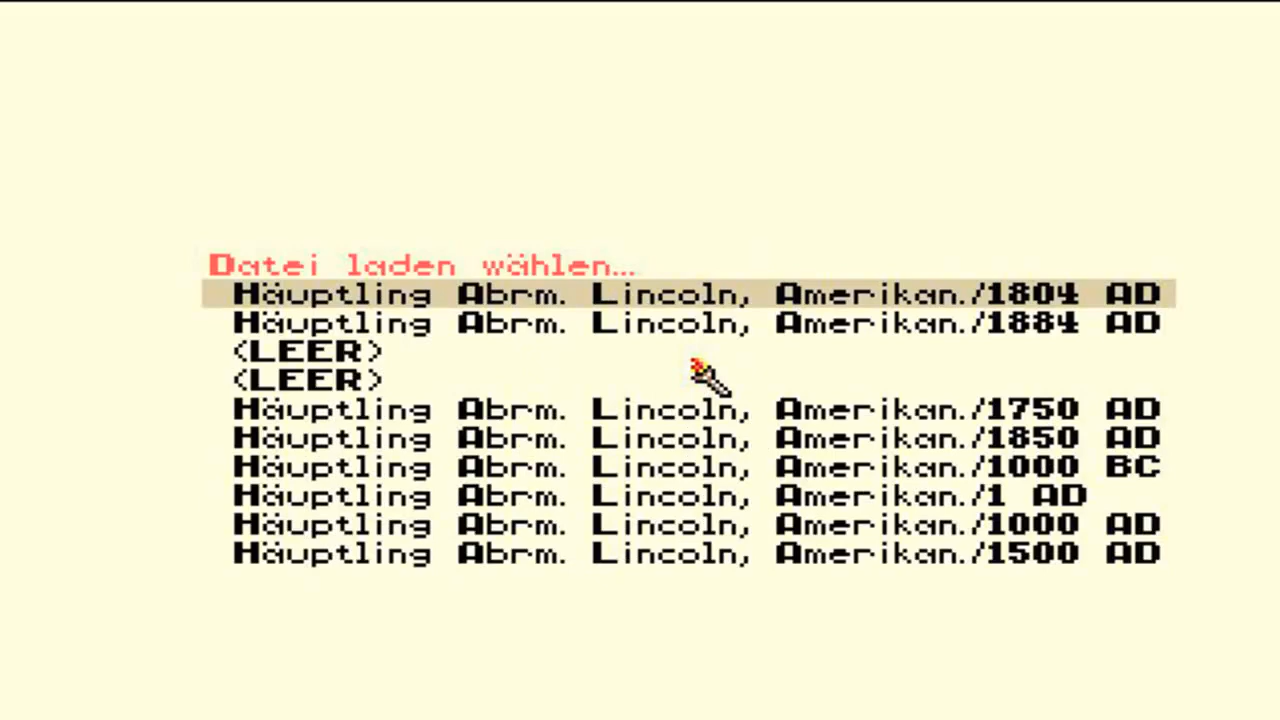 Datei laden wählen...
Häuptling Abrm. Lincoln, Amerikan./1804 AD
Häuptling Abrm. Lincoln, Amerikan./1884 AD
(LEER)
(LEER)
Häuptling Abrm. Lincoln, Amerikan./1750 AD
Häuptling Abrm. Lincoln, Amerikan./1850 AD
Häuptling Abrm. Lincoln, Amerikan./1000 BC
Häuptling Abrm. Lincoln, Amerikan./1 AD
Häuptling Abrm. Lincoln, Amerikan./1000 AD
Häuptling Abrm. Lincoln, Amerikan./1500 AD